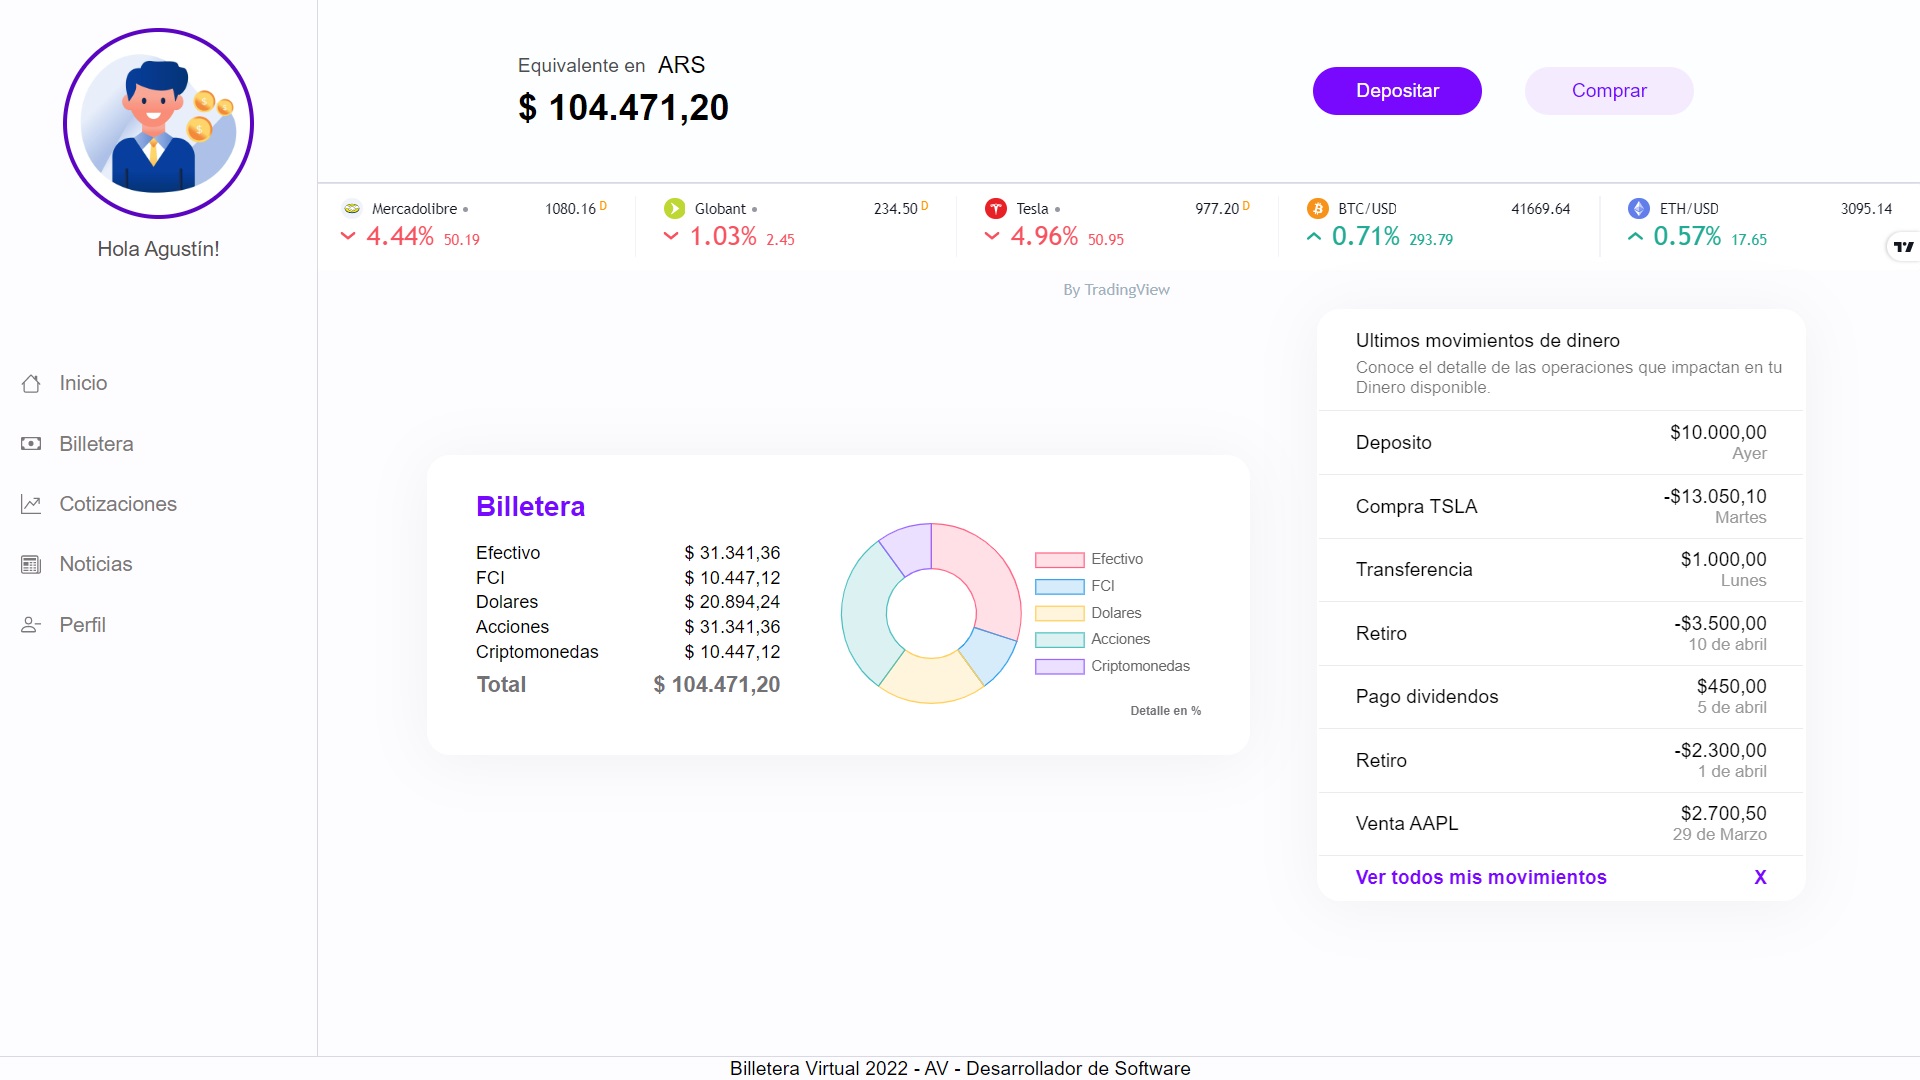 Hola Agustín!
Inicio
Billetera
Cotizaciones
Noticias
Perfil
Equivalente en ARS
$ 104.471,20
Depositar
Comprar
Mercadolibre 1080.16 D
4.44% 50.19
Globant 234.50 D
1.03% 2.45
Tesla 977.20 D
4.96% 50.95
BTC/USD 41669.64
0.71% 293.79
ETH/USD 3095.14
0.57% 17.65
By TradingView
Billetera
Efectivo $ 31.341,36
FCI $ 10.447,12
Dolares $ 20.894,24
Acciones $ 31.341,36
Criptomonedas $ 10.447,12
Total $ 104.471,20
Efectivo
FCI
Dolares
Acciones
Criptomonedas
Detalle en %
Ultimos movimientos de dinero
Conoce el detalle de las operaciones que impactan en tu
Dinero disponible.
Deposito $10.000,00
Ayer
Compra TSLA -$13.050,10
Martes
Transferencia $1.000,00
Lunes
Retiro -$3.500,00
10 de abril
Pago dividendos $450,00
5 de abril
Retiro -$2.300,00
1 de abril
Venta AAPL $2.700,50
29 de Marzo
Ver todos mis movimientos X
Billetera Virtual 2022 - AV - Desarrollador de Software